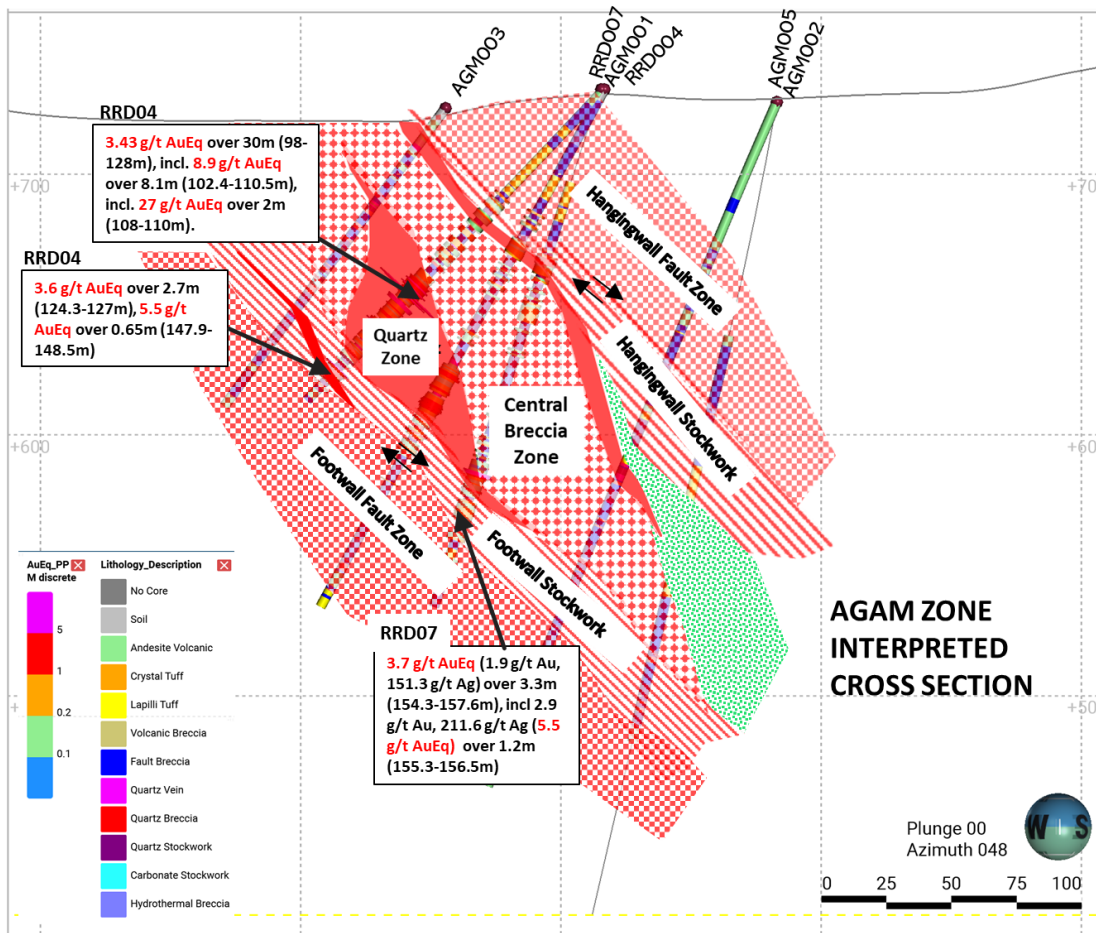 AGM003
RRD007
AGM001
RRD004
AGM005
AGM002
RRD04
3.43 g/t AuEq over 30m (98-
128m), incl. 8.9 g/t AuEq
over 8.1m (102.4-110.5m),
incl. 27 g/t AuEq over 2m
(108-110m).
+700
+70
RRD04
3.6 g/t AuEq over 2.7m
(124.3-127m), 5.5 g/t
AuEq over 0.65m (147.9-
148.5m)
Hangingwall Fault Zone
Quartz
Zone
Hangingwall Stockwork
Central
Breccia
Zone
+600
+60
Footwall Fault Zone
Footwall Stockwork
AuEq_PP
M discrete
5
1
0.2
0.1
Lithology_Description
No Core
Soil
Andesite Volcanic
Crystal Tuff
Lapilli Tuff
Volcanic Breccia
Fault Breccia
Quartz Vein
Quartz Breccia
Quartz Stockwork
Carbonate Stockwork
Hydrothermal Breccia
RRD07
3.7 g/t AuEq (1.9 g/t Au,
151.3 g/t Ag) over 3.3m
(154.3-157.6m), incl 2.9
g/t Au, 211.6 g/t Ag (5.5
g/t AuEq) over 1.2m
(155.3-156.5m)
AGAM ZONE
INTERPRETED
CROSS SECTION
+50
Plunge 00
Azimuth 048
W S
0 25 50 75 100